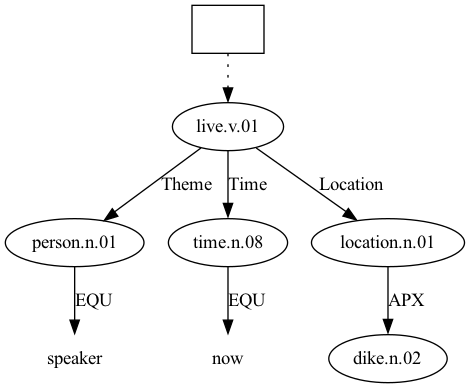 live.v.01
Theme Time Location
person.n.01 time.n.08 location.n.01
EQU EQU APX
speaker now dike.n.02